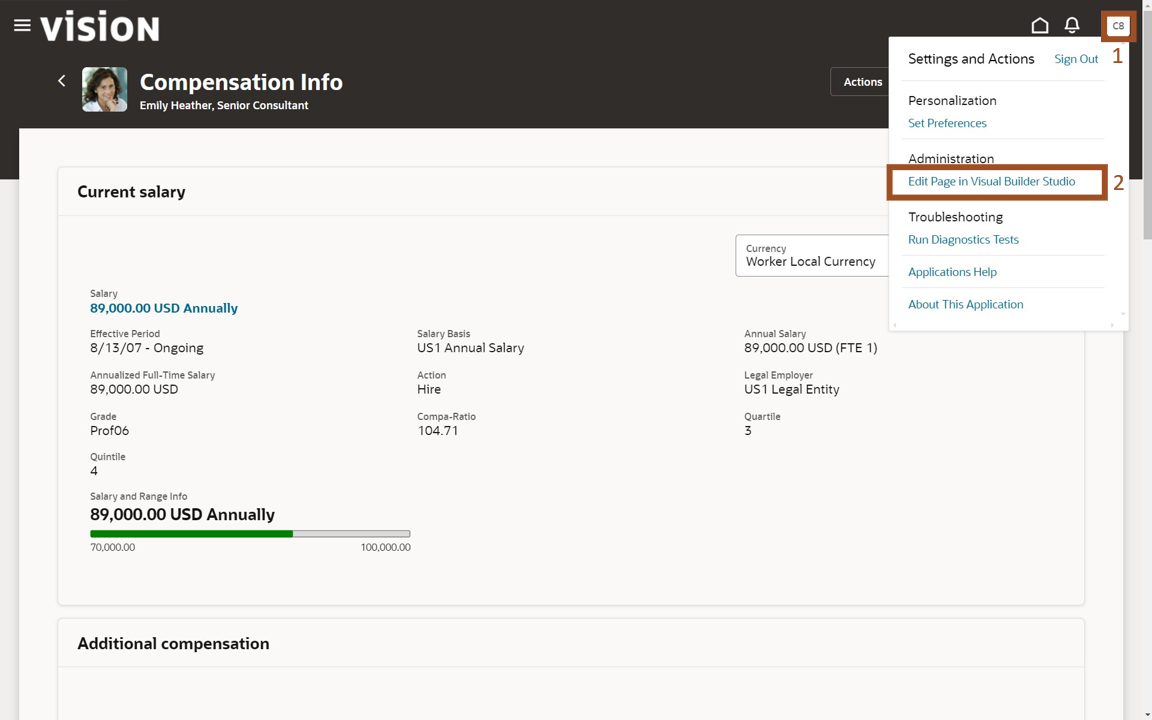 vision
C8
1
Compensation Info
Emily Heather, Senior Consultant
Actions
Settings and Actions
Sign Out
Personalization
Set Preferences
Administration
Edit Page in Visual Builder Studio
2
Troubleshooting
Run Diagnostics Tests
Applications Help
About This Application
Current salary
Currency
Worker Local Currency
Salary
89,000.00 USD Annually
Effective Period
8/13/07 - Ongoing
Salary Basis
US1 Annual Salary
Annual Salary
89,000.00 USD (FTE 1)
Annualized Full-Time Salary
89,000.00 USD
Action
Hire
Legal Employer
US1 Legal Entity
Grade
Prof06
Compa-Ratio
104.71
Quartile
3
Quintile
4
Salary and Range Info
89,000.00 USD Annually
70,000.00
100,000.00
Additional compensation